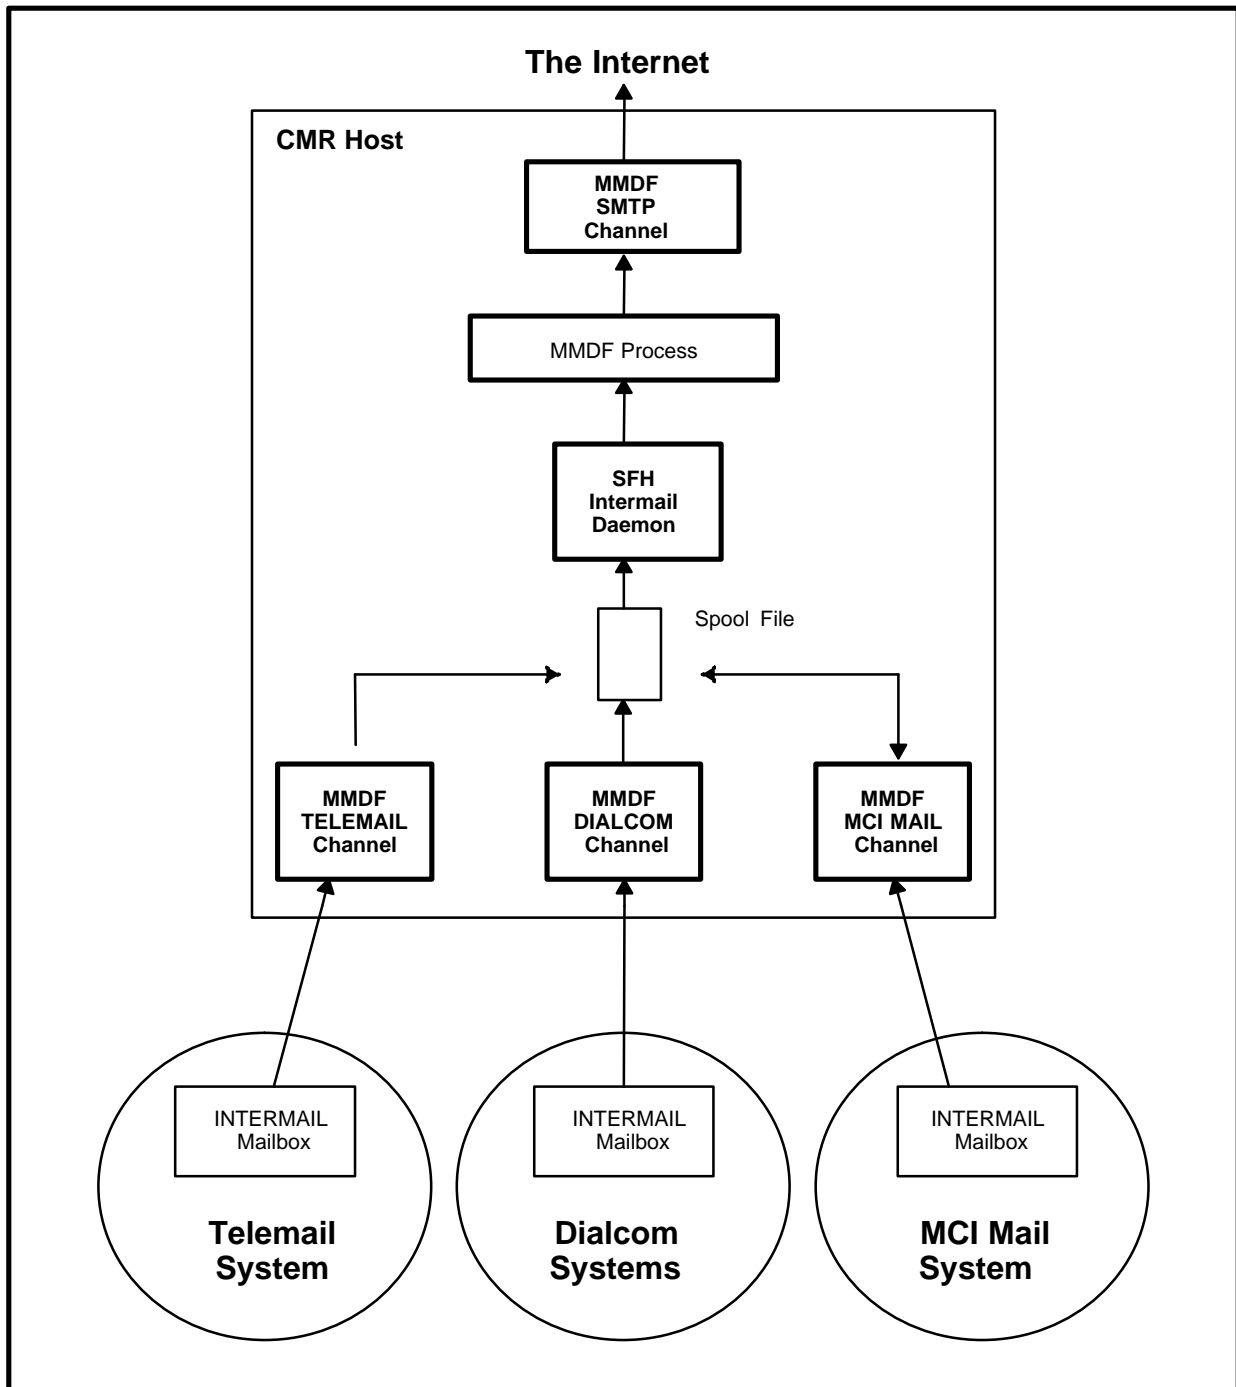 The Internet
CMR Host
MMDF
SMTP
Channel
MMDF Process
SFH
Intermail
Daemon
Spool File
MMDF
TELEMAIL
Channel
MMDF
DIALCOM
Channel
MMDF
MCI MAIL
Channel
INTERMAIL
Mailbox
INTERMAIL
Mailbox
INTERMAIL
Mailbox
Telemail
System
Dialcom
Systems
MCI Mail
System